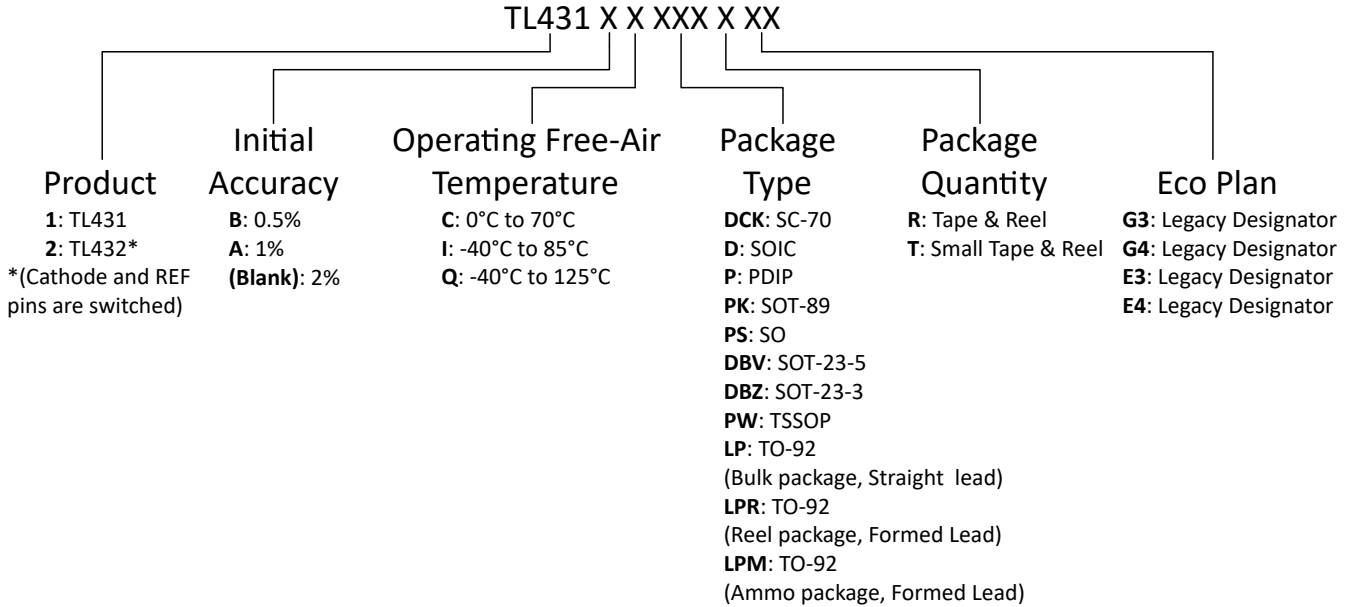 TL431 X X XXX X XX
Product
1: TL431
2: TL432*
*(Cathode and REF
pins are switched)
Initial
Accuracy
B: 0.5%
A: 1%
(Blank): 2%
Operating Free-Air
Temperature
C: 0°C to 70°C
I: -40°C to 85°C
Q: -40°C to 125°C
Package
Type
DCK: SC-70
D: SOIC
P: PDIP
PK: SOT-89
PS: SO
DBV: SOT-23-5
DBZ: SOT-23-3
PW: TSSOP
LP: TO-92
(Bulk package, Straight lead)
LPR: TO-92
(Reel package, Formed Lead)
LPM: TO-92
(Ammo package, Formed Lead)
Package
Quantity
R: Tape & Reel
T: Small Tape & Reel
Eco Plan
G3: Legacy Designator
G4: Legacy Designator
E3: Legacy Designator
E4: Legacy Designator